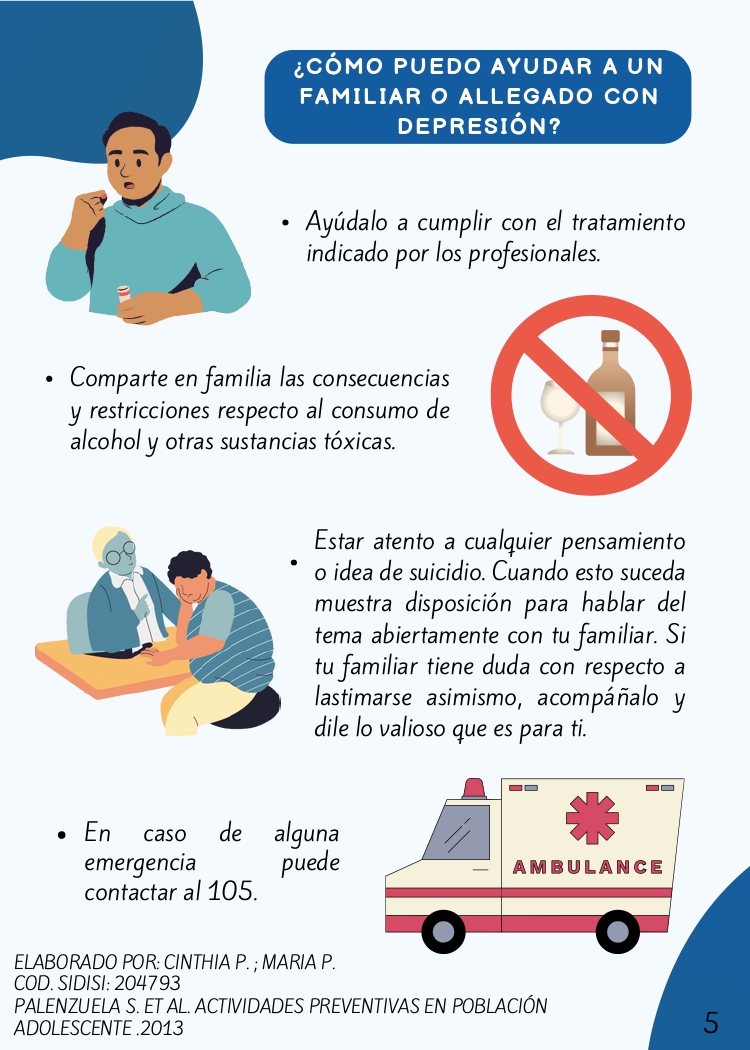 ¿CÓMO PUEDO AYUDAR A UN
FAMILIAR O ALLEGADO CON
DEPRESIÓN?
• Ayúdalo a cumplir con el tratamiento
indicado por los profesionales.
• Comparte en familia las consecuencias
y restricciones respecto al consumo de
alcohol y otras sustancias tóxicas.
• Estar atento a cualquier pensamiento
o idea de suicidio. Cuando esto suceda
muestra disposición para hablar del
tema abiertamente con tu familiar. Si
tu familiar tiene duda con respecto a
lastimarse asimismo, acompáñalo y
dile lo valioso que es para ti.
• En caso de alguna
emergencia puede
contactar al 105.
AMBULANCE
ELABORADO POR: CINTHIA P. ; MARIA P.
COD. SIDISI: 204793
PALENZUELA S. ET AL. ACTIVIDADES PREVENTIVAS EN POBLACIÓN
ADOLESCENTE .2013
5